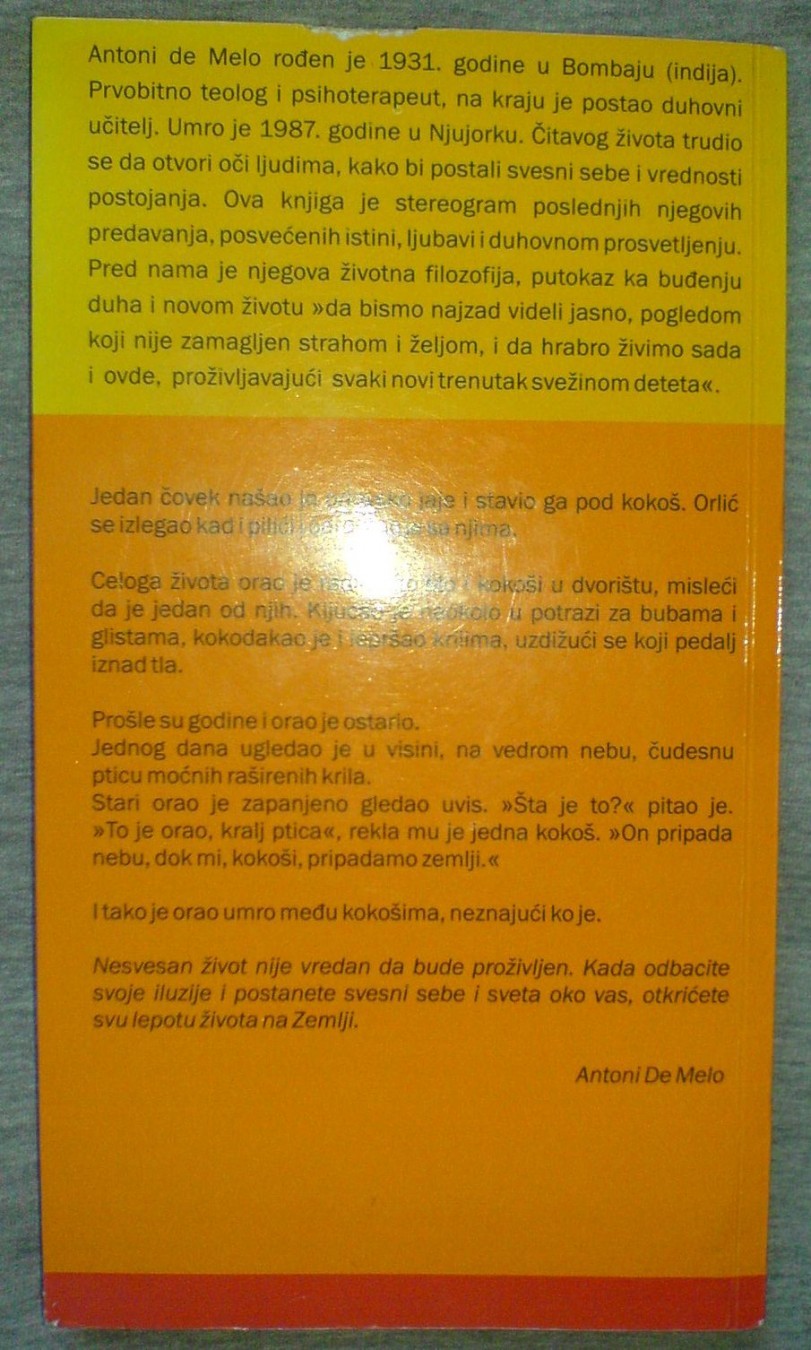 Antoni de Melo rođen je 1931. godine u Bombaju (indija).
Prvobitno teolog i psihoterapeut, na kraju je postao duhovni
učitelj. Umro je 1987. godine u Njujorku. Čitavog života trudio
se da otvori oči ljudima, kako bi postali svesni sebe i vrednosti
postojanja. Ova knjiga je stereogram poslednjih njegovih
predavanja, posvećenih istini, ljubavi i duhovnom prosvetljenju.
Pred nama je njegova životna filozofija, putokaz ka buđenju
duha i novom životu »da bismo najzad videli jasno, pogledom
koji nije zamagljen strahom i željom, i da hrabro živimo sada
i ovde, proživljavajući svaki novi trenutak svežinom deteta«.
Jedan čovek našao je jaje i stavio ga pod kokoš. Orlić
se izlegao kad i pilići i sa njima.
Celoga života orao je i kokoši u dvorištu, misleći
da je jedan od njih. Kljucao je naokolo u potrazi za bubama i
glistama, kokodakao je i lepršao krilima, uzdižući se koji pedalj
iznad tla.
Prošle su godine i orao je ostario.
Jednog dana ugledao je u visini, na vedrom nebu, čudesnu
pticu moćnih raširenih krila.
Stari orao je zapanjeno gledao uvis. »Šta je to?« pitao je.
»To je orao, kralj ptica«, rekla mu je jedna kokoš. »On pripada
nebu, dok mi, kokoši, pripadamo zemlji.«
I tako je orao umro među kokošima, neznajući ko je.
Nesvesan život nije vredan da bude proživljen. Kada odbacite
svoje iluzije i postanete svesni sebe i sveta oko vas, otkrićete
svu lepotu života na Zemlji.
Antoni De Melo